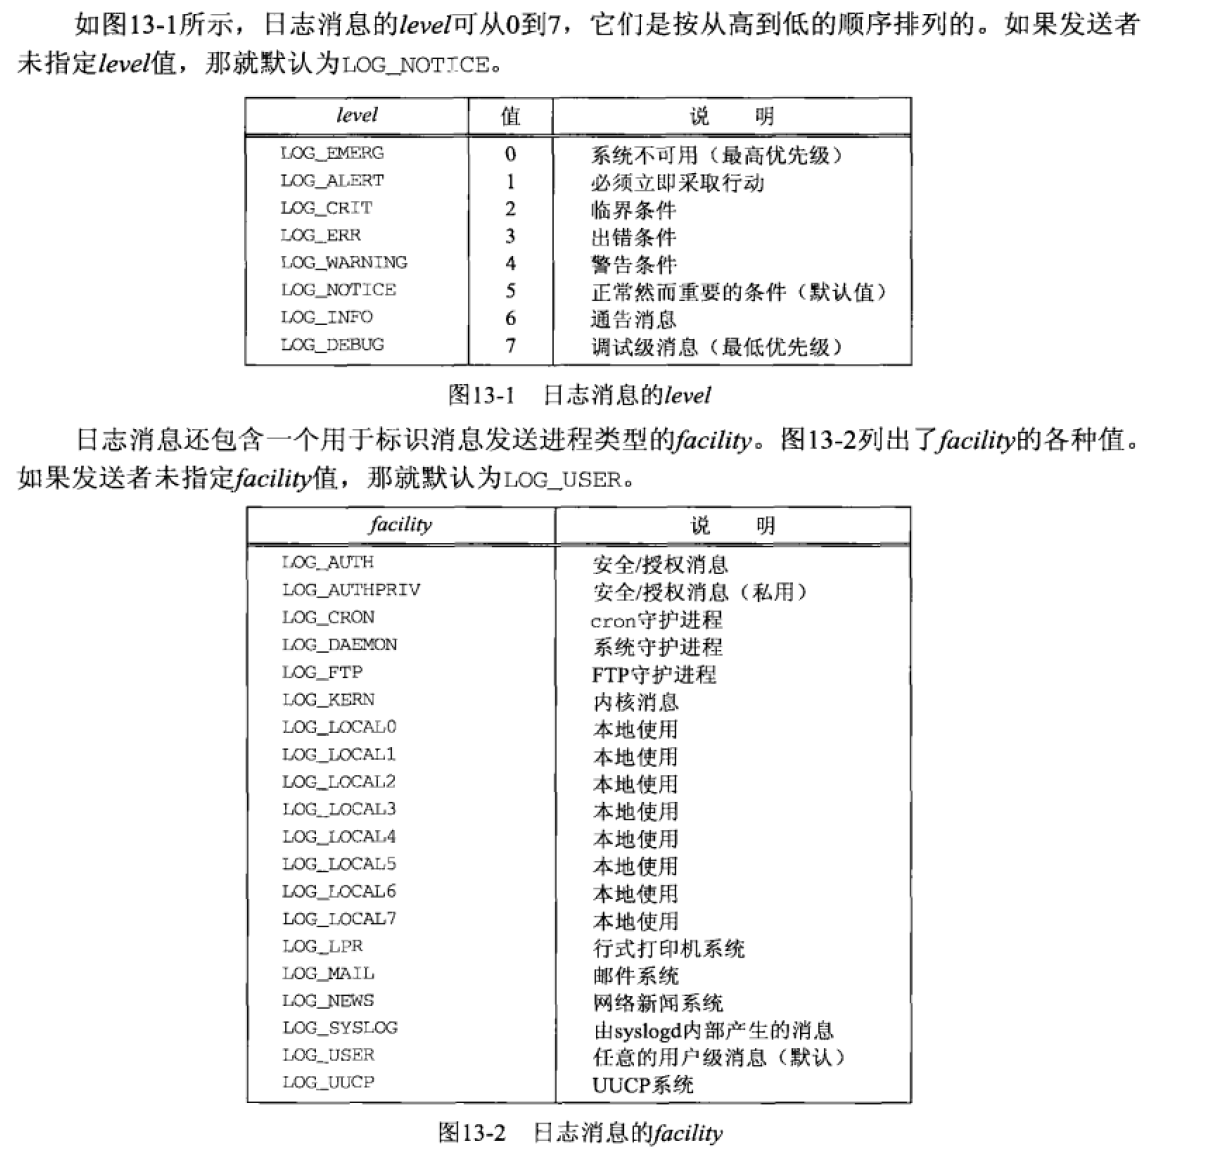 如图13-1所示，日志消息的level可从0到7，它们是按从高到低的顺序排列的。如果发送者
未指定level值，那就默认为LOG_NOTICE。
level 值 说 明
LOG_EMERG 0 系统不可用（最高优先级）
LOG_ALERT 1 必须立即采取行动
LOG_CRIT 2 临界条件
LOG_ERR 3 出错条件
LOG_WARNING 4 警告条件
LOG_NOTICE 5 正常然而重要的条件（默认值）
LOG_INFO 6 通告消息
LOG_DEBUG 7 调试级消息（最低优先级）
图13-1 日志消息的level
日志消息还包含一个用于标识消息发送进程类型的facility。图13-2列出了facility的各种值。
如果发送者未指定facility值，那就默认为LOG_USER。
facility 说 明
LOG_AUTH 安全/授权消息
LOG_AUTHPRIV 安全/授权消息（私用）
LOG_CRON cron守护进程
LOG_DAEMON 系统守护进程
LOG_FTP FTP守护进程
LOG_KERN 内核消息
LOG_LOCAL0 本地使用
LOG_LOCAL1 本地使用
LOG_LOCAL2 本地使用
LOG_LOCAL3 本地使用
LOG_LOCAL4 本地使用
LOG_LOCAL5 本地使用
LOG_LOCAL6 本地使用
LOG_LOCAL7 本地使用
LOG_LPR 行式打印机系统
LOG_MAIL 邮件系统
LOG_NEWS 网络新闻系统
LOG_SYSLOG 由syslogd内部产生的消息
LOG_USER 任意的用户级消息（默认）
LOG_UUCP UUCP系统
图13-2 日志消息的facility